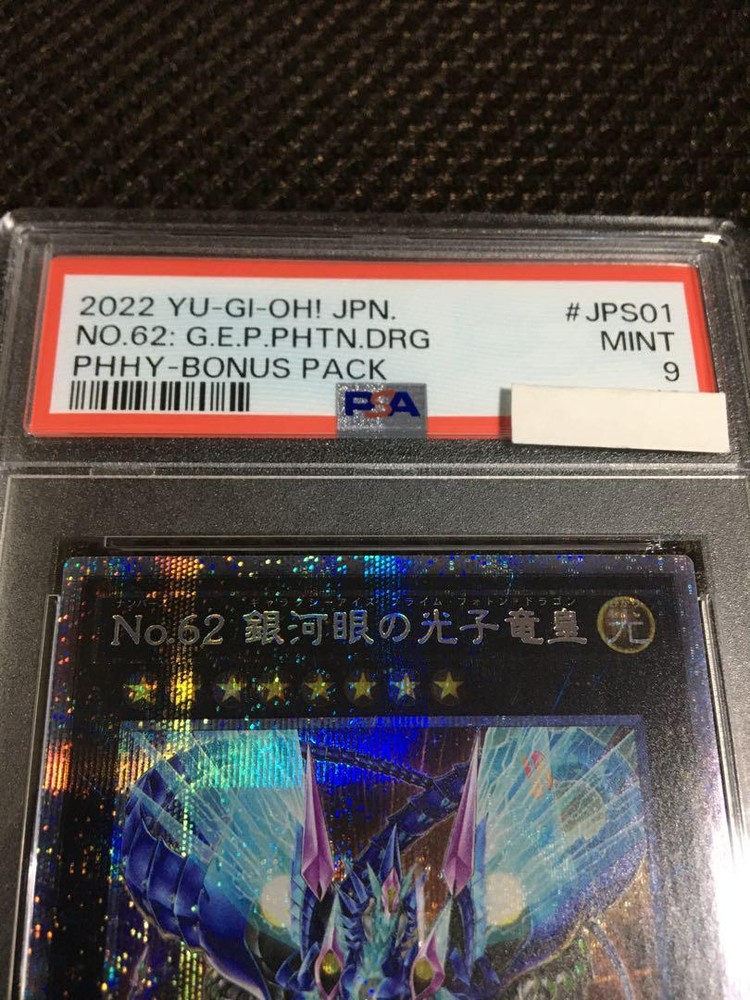 2022 YU-GI-OH! JPN. #JPS01
NO.62: G.E.P.PHTN.DRG MINT
PHHY-BONUS PACK 9
PSA
No.62 銀河眼の光子竜皇 光